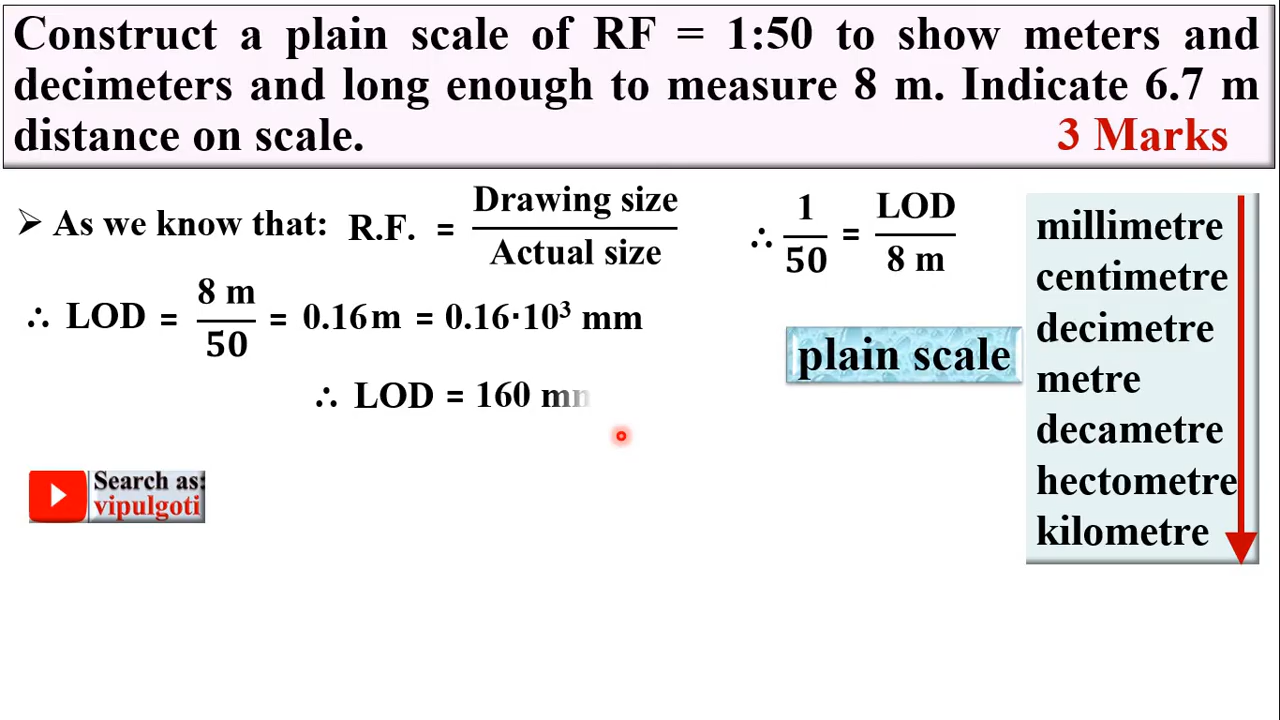 Construct a plain scale of RF = 1:50 to show meters and
decimeters and long enough to measure 8 m. Indicate 6.7 m
distance on scale. 3 Marks
➢ As we know that: R.F. = Drawing size / Actual size
∴ 1/50 = LOD / 8 m
∴ LOD = 8 m / 50 = 0.16 m = 0.16·10³ mm
∴ LOD = 160 mm
plain scale
millimetre
centimetre
decimetre
metre
decametre
hectometre
kilometre
Search as:
vipulgoti